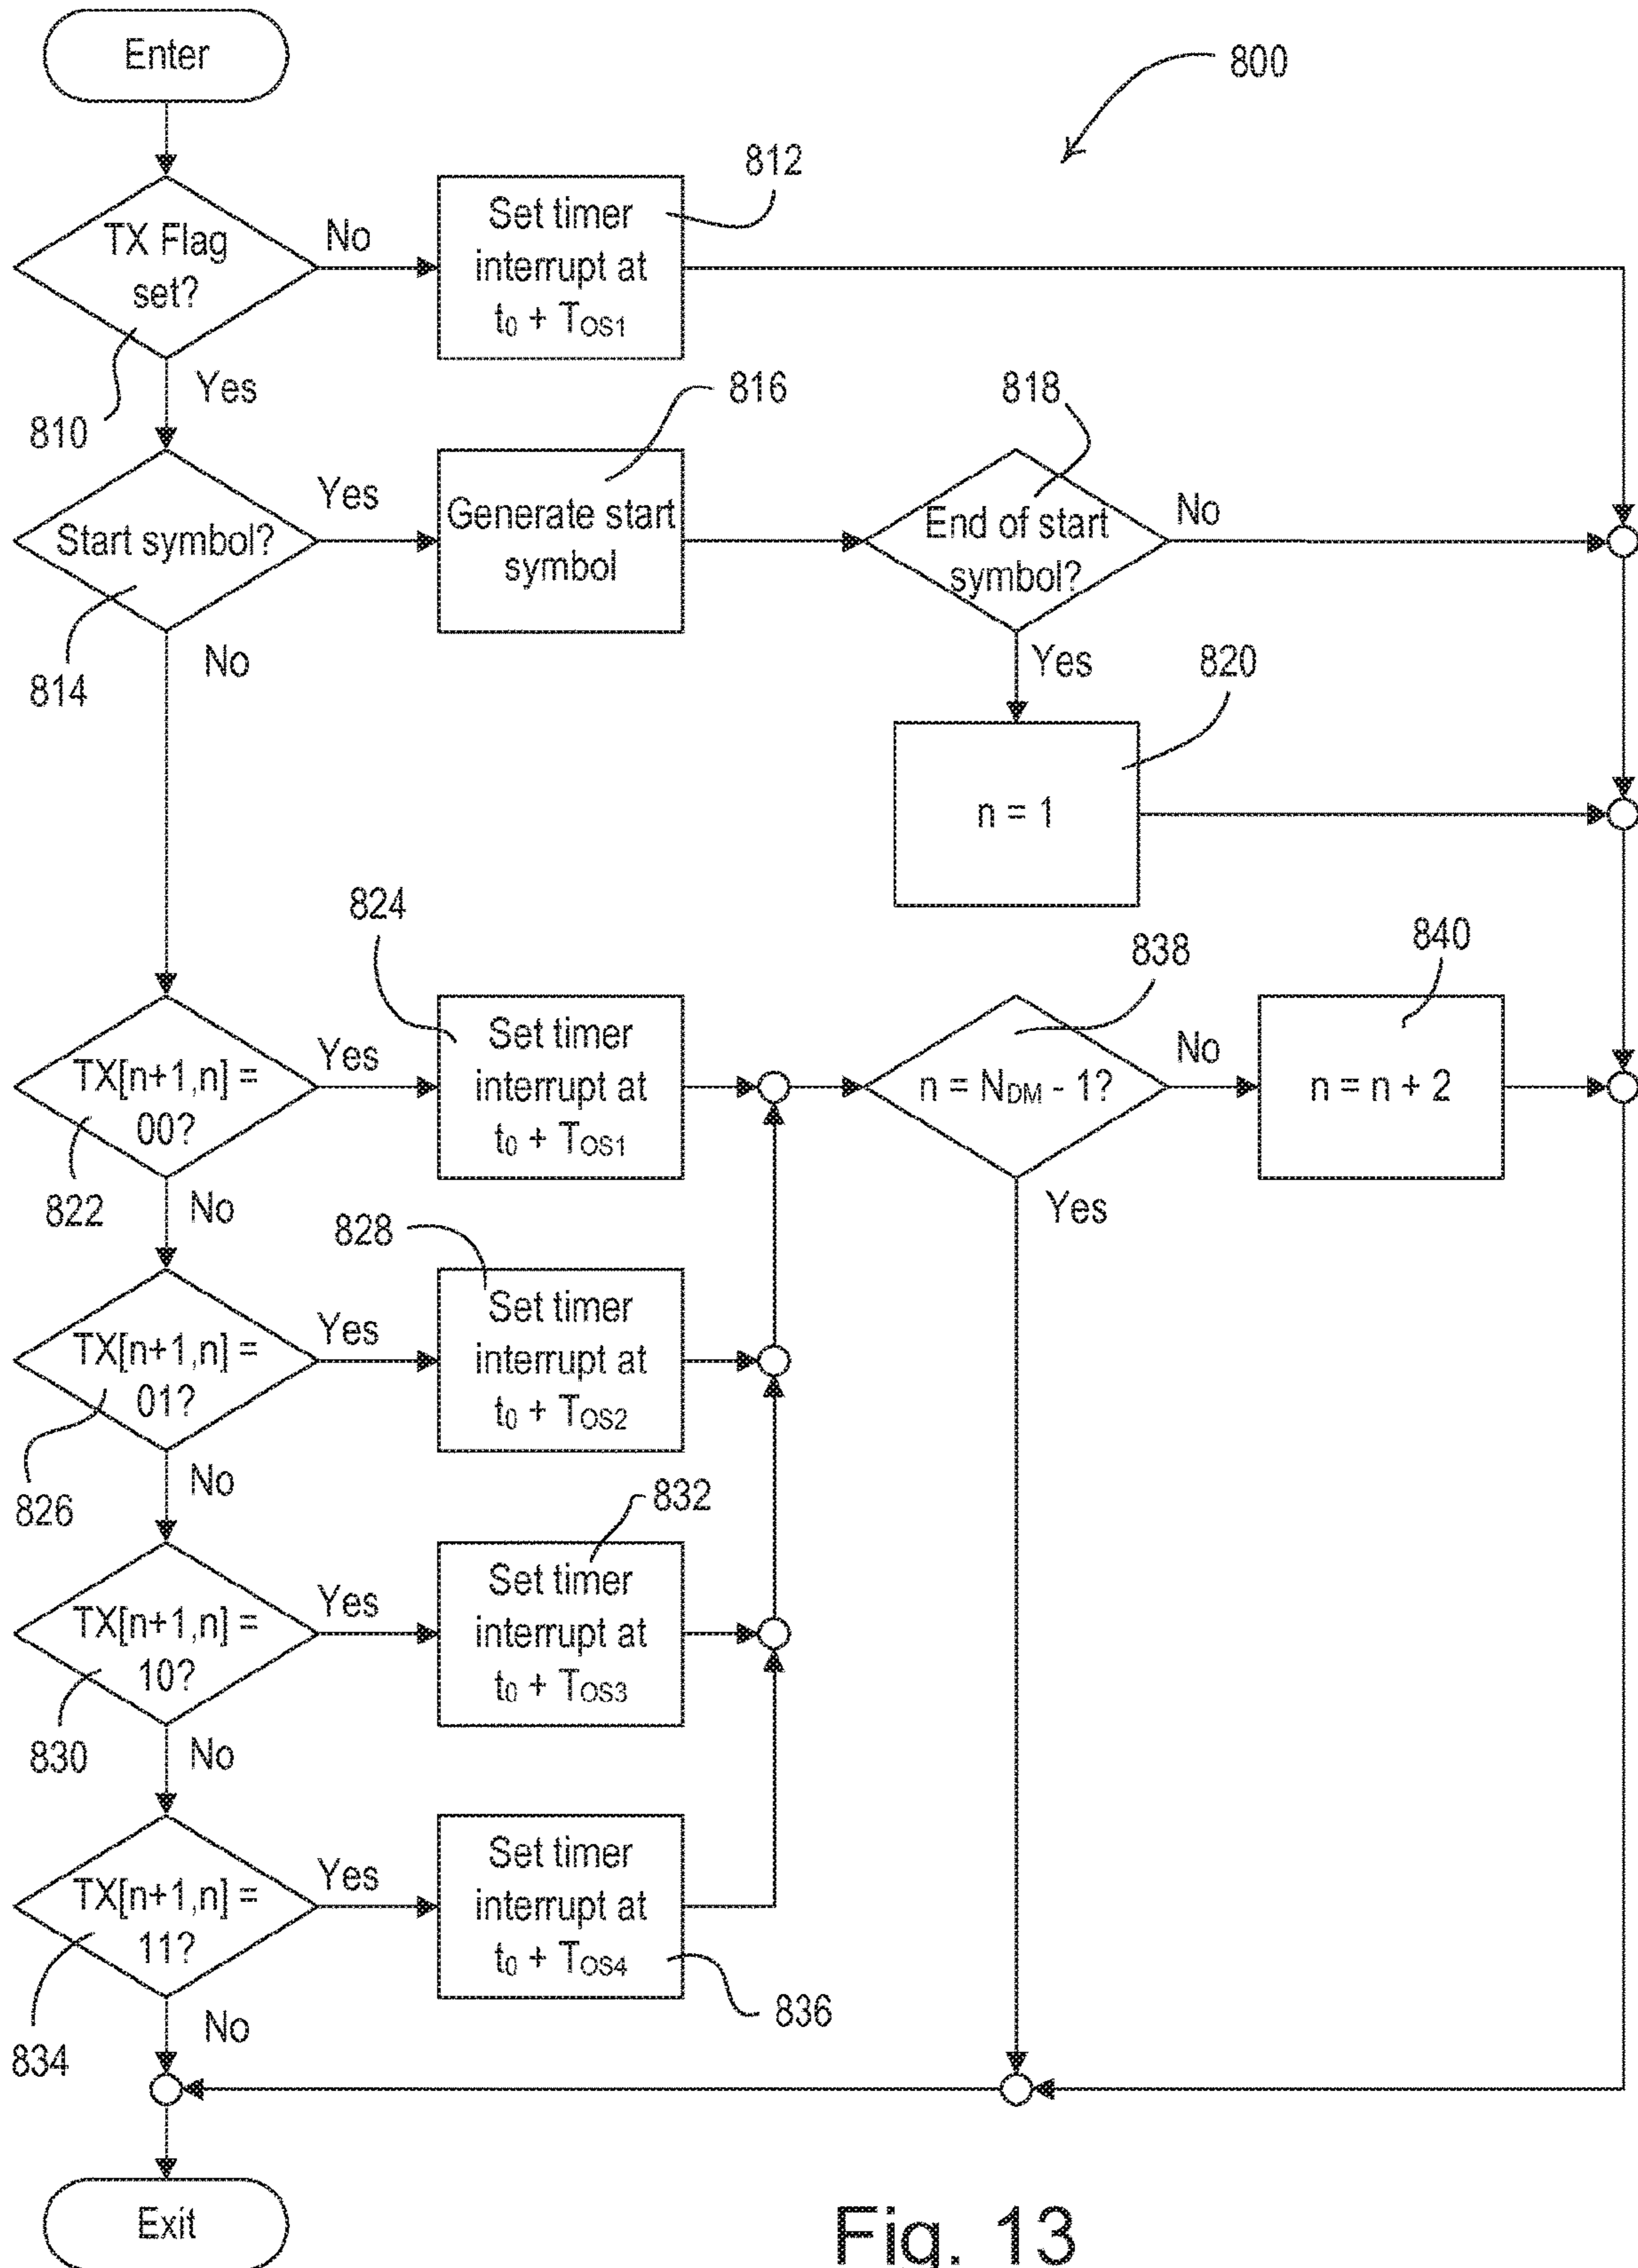 Enter
800
812
TX Flag
set?
No
Set timer
interrupt at
t0 + TOS1
810
Yes
816
818
Start symbol?
Yes
Generate start
symbol
End of start
symbol?
No
814
No
Yes
820
n = 1
824
838
840
TX[n+1,n] =
00?
Yes
Set timer
interrupt at
t0 + TOS1
n = NDM - 1?
No
n = n + 2
822
No
Yes
828
TX[n+1,n] =
01?
Yes
Set timer
interrupt at
t0 + TOS2
826
No
832
TX[n+1,n] =
10?
Yes
Set timer
interrupt at
t0 + TOS3
830
No
TX[n+1,n] =
11?
Yes
Set timer
interrupt at
t0 + TOS4
836
834
No
Exit
Fig. 13